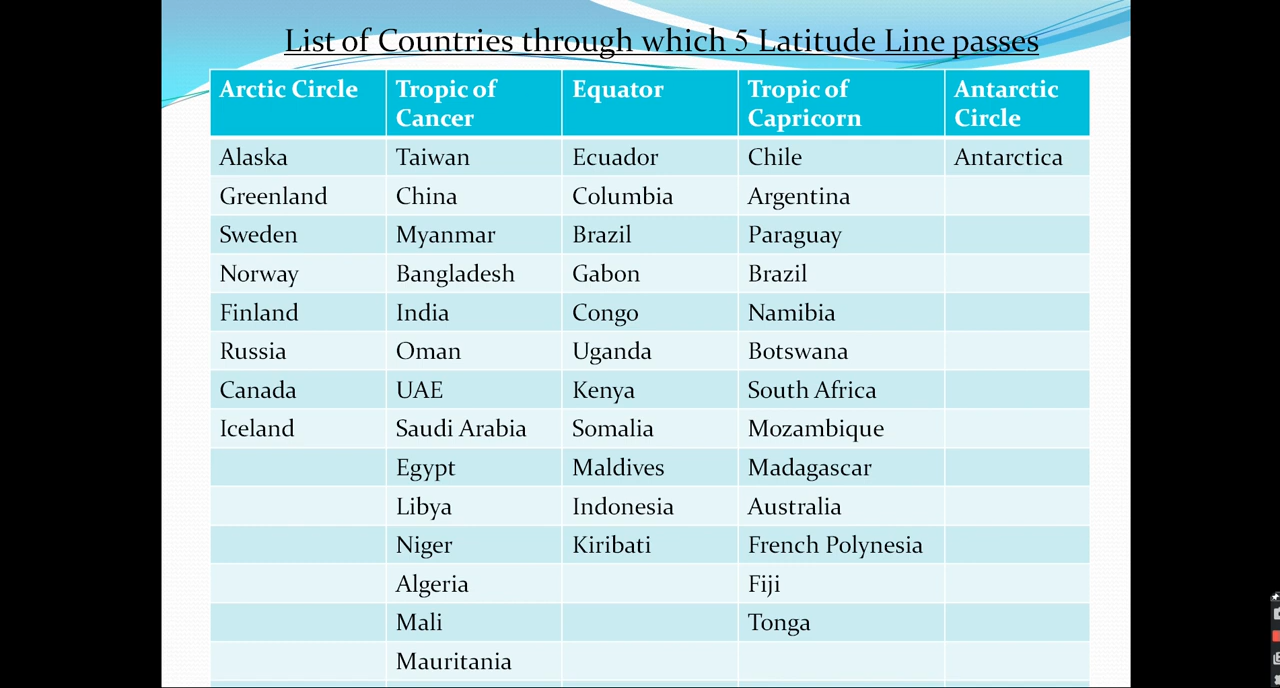 List of Countries through which 5 Latitude Line passes
Arctic Circle Tropic of Cancer Equator Tropic of Capricorn Antarctic Circle
Alaska Taiwan Ecuador Chile Antarctica
Greenland China Columbia Argentina
Sweden Myanmar Brazil Paraguay
Norway Bangladesh Gabon Brazil
Finland India Congo Namibia
Russia Oman Uganda Botswana
Canada UAE Kenya South Africa
Iceland Saudi Arabia Somalia Mozambique
Egypt Maldives Madagascar
Libya Indonesia Australia
Niger Kiribati French Polynesia
Algeria Fiji
Mali Tonga
Mauritania